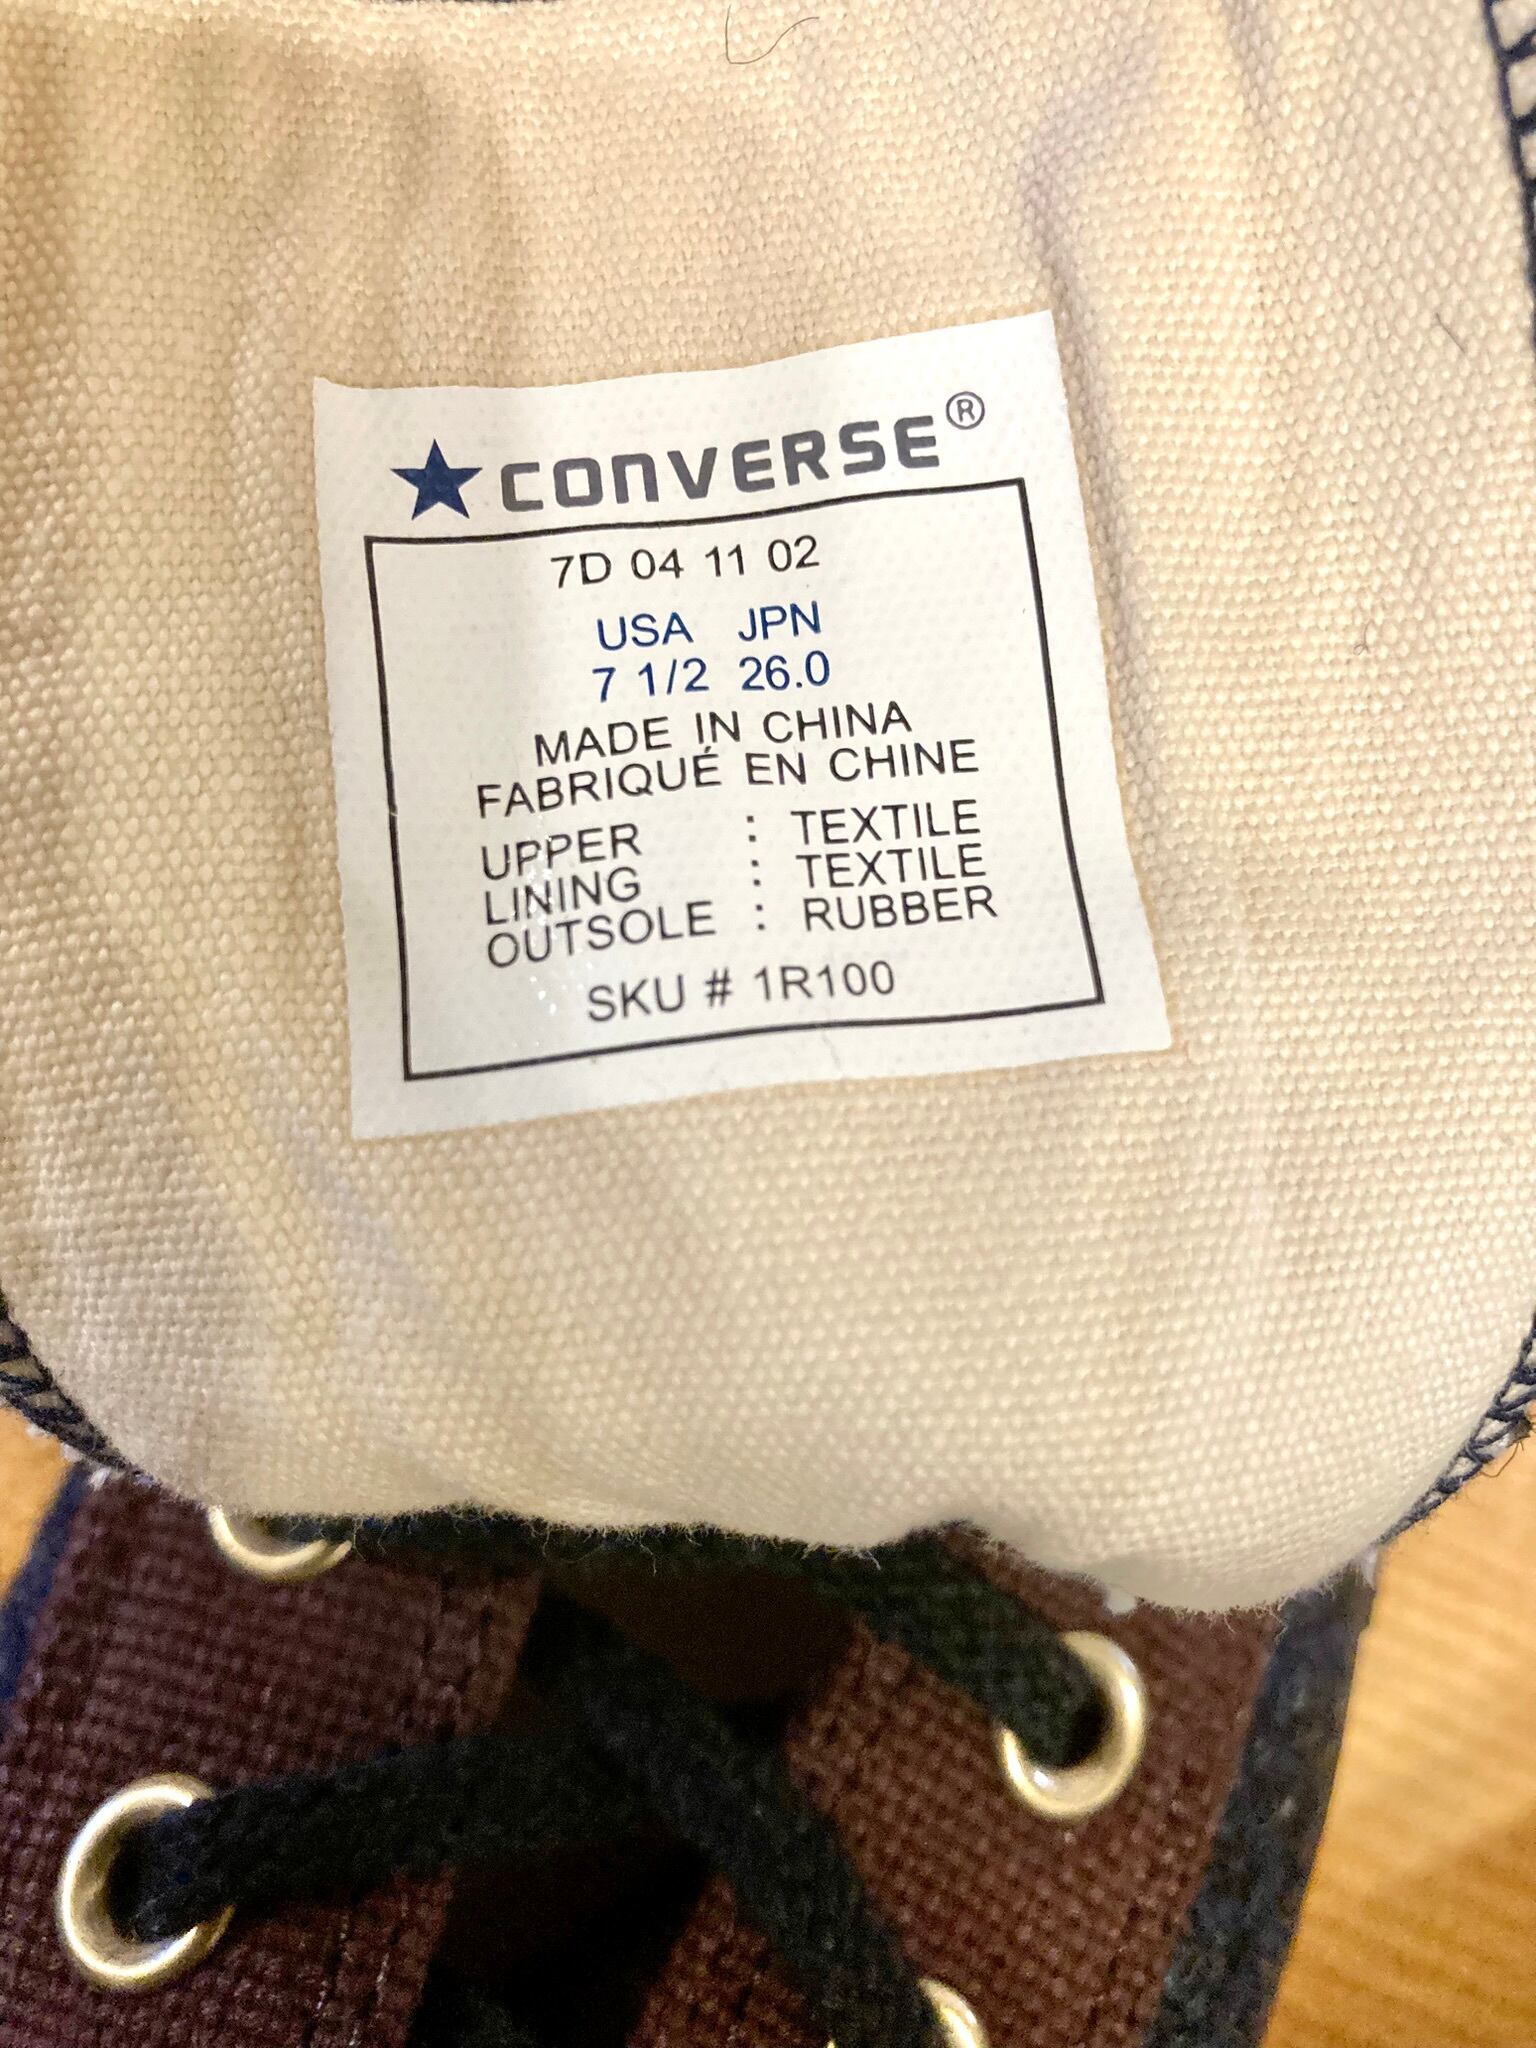 ★CONVERSE®
7D 04 11 02
USA JPN
7 1/2 26.0
MADE IN CHINA
FABRIQUÉ EN CHINE
UPPER : TEXTILE
LINING : TEXTILE
OUTSOLE : RUBBER
SKU # 1R100